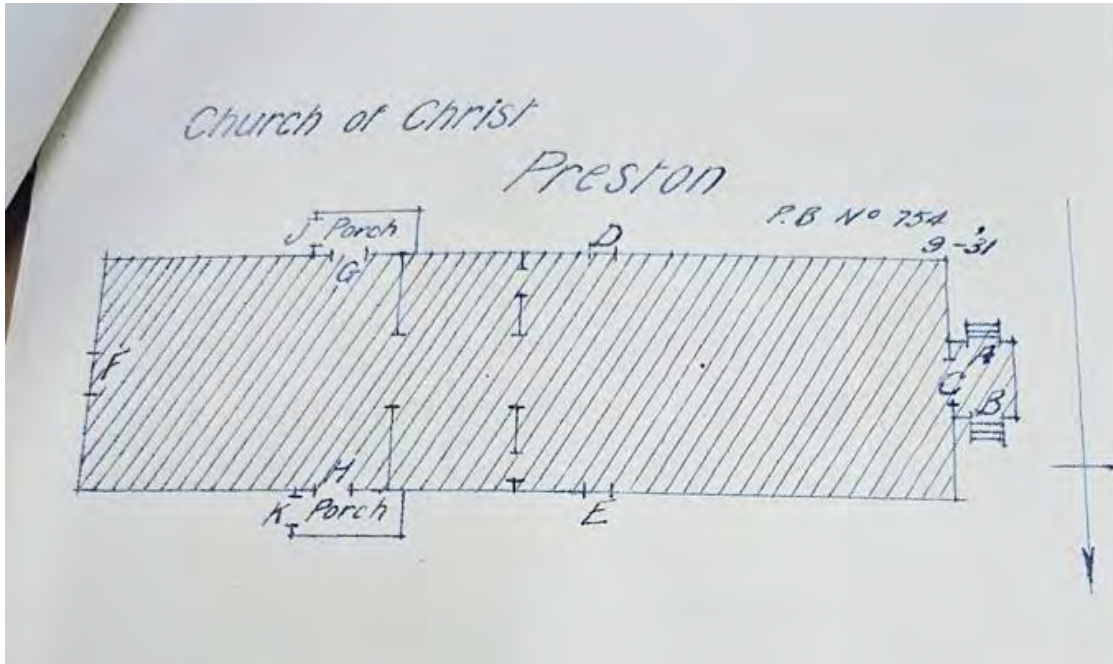 Church of Christ
Preston
P.B Nº 754
9-'31
J Porch
D
G
A
F
C
B
H
K Porch
E